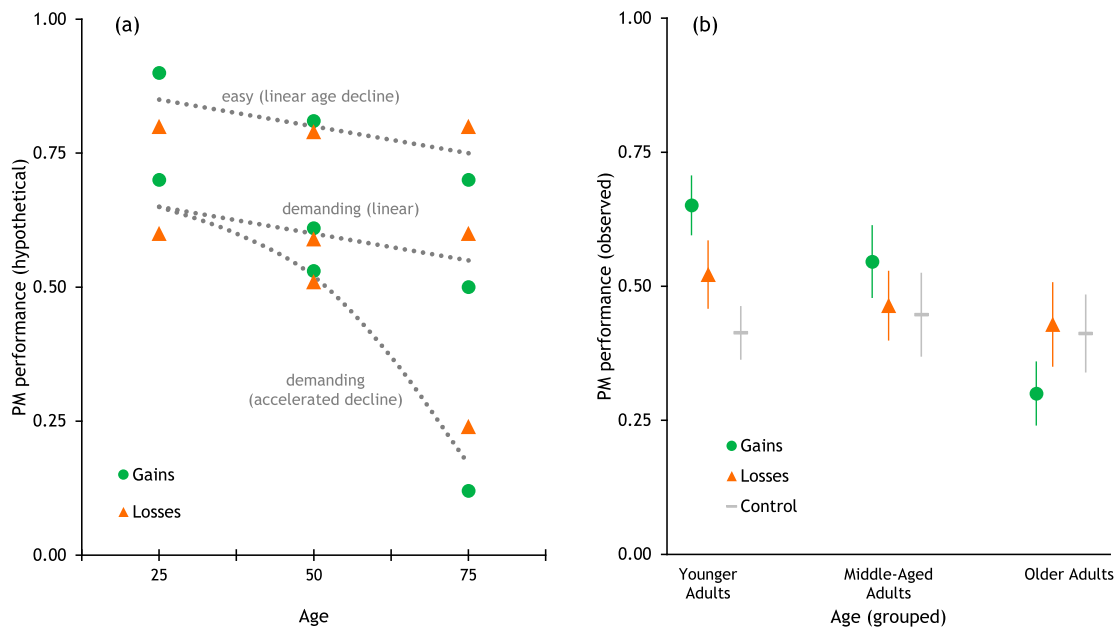 (a)
PM performance (hypothetical)
1.00
0.75
0.50
0.25
0.00
easy (linear age decline)
demanding (linear)
demanding
(accelerated decline)
Gains
Losses
25
50
75
Age
(b)
PM performance (observed)
1.00
0.75
0.50
0.25
0.00
Gains
Losses
Control
Younger
Adults
Middle-Aged
Adults
Older Adults
Age (grouped)